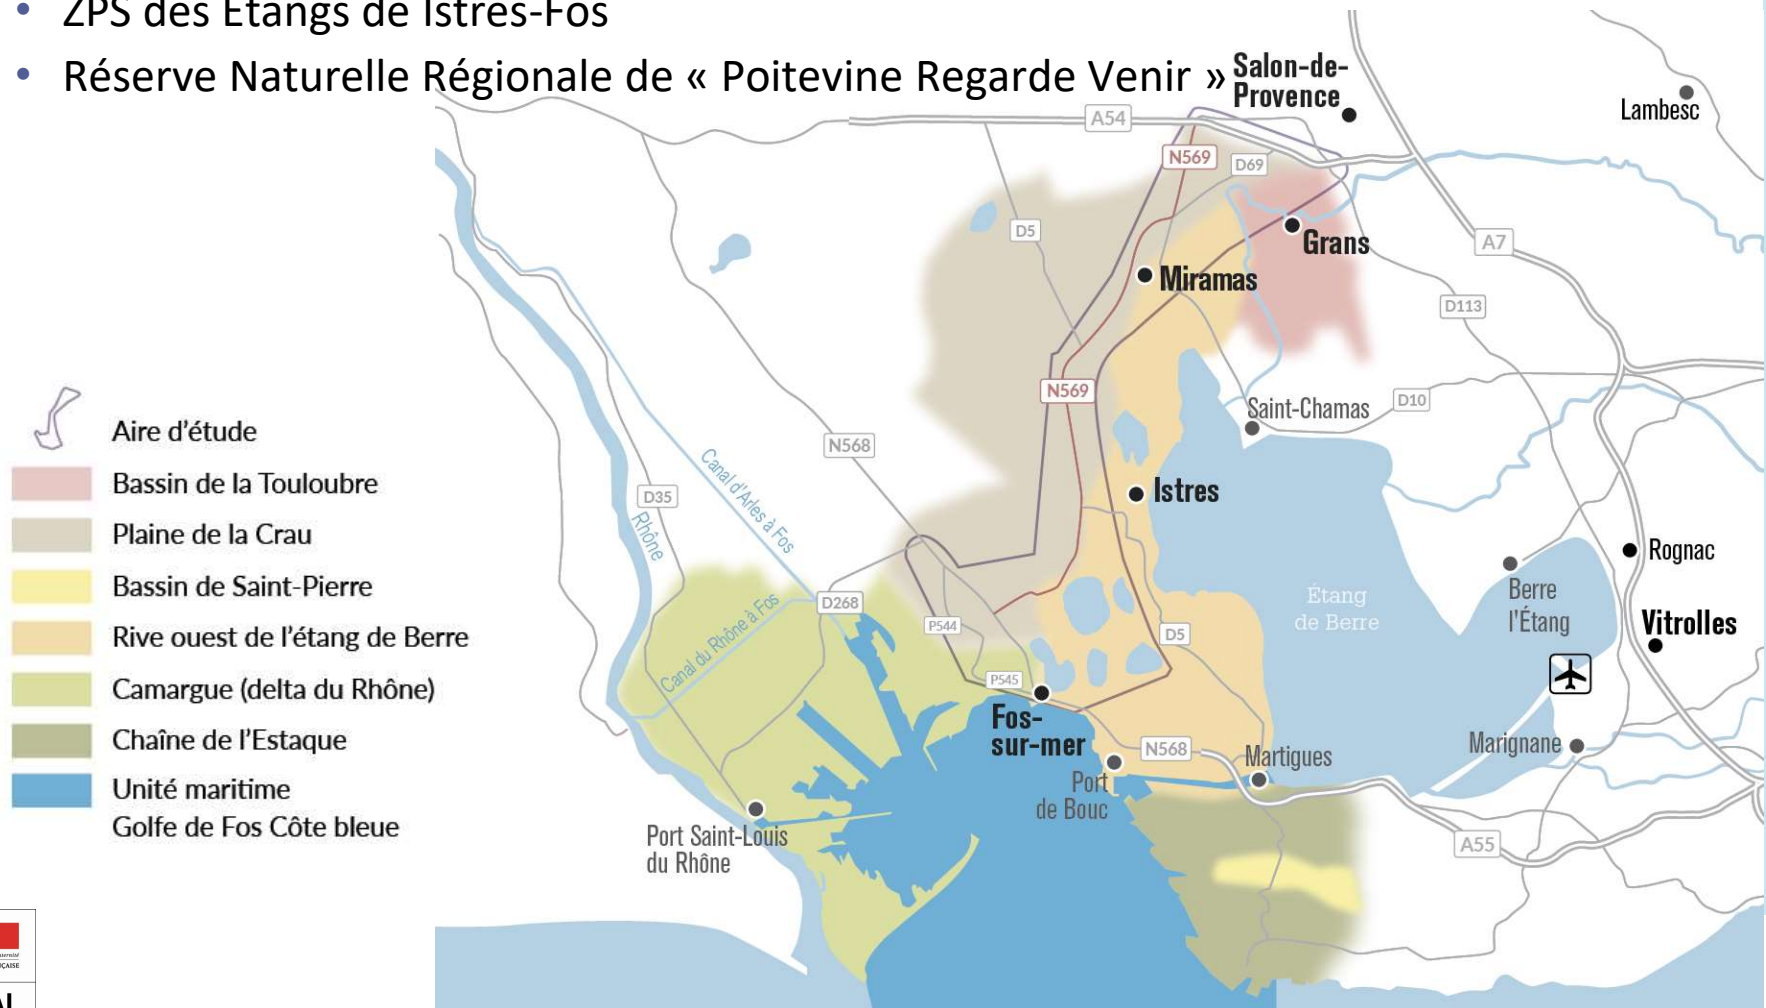 • ZPS des Etangs de Istres-Fos
• Réserve Naturelle Régionale de « Poitevine Regarde Venir »
Salon-de-
Provence
Lambesc
A54
N569
D69
D5
Grans
A7
Miramas
D113
N569
Saint-Chamas
D10
Aire d’étude
N568
Canal d'Arles à Fos
Bassin de la Touloubre
D35
Istres
Rhône
Plaine de la Crau
Rognac
Bassin de Saint-Pierre
Berre
l'Étang
Étang
de Berre
D268
Canal du Rhône à Fos
P544
D5
Vitrolles
Rive ouest de l’étang de Berre
P545
Camargue (delta du Rhône)
Fos-
sur-mer
N568
Martigues
Marignane
Chaîne de l’Estaque
Port
de Bouc
Unité maritime
Golfe de Fos Côte bleue
Port Saint-Louis
du Rhône
A55